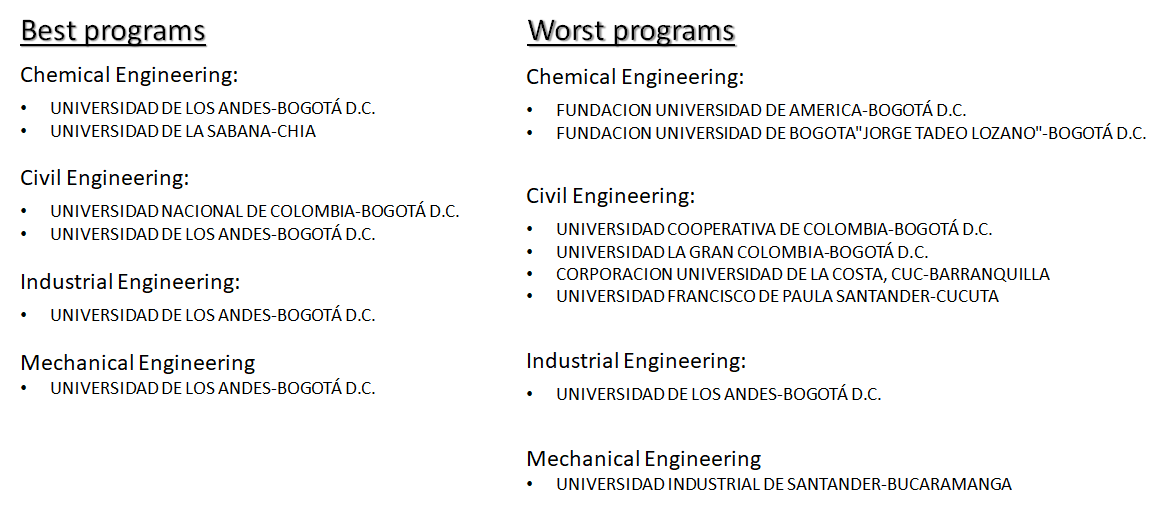 Best programs
Chemical Engineering:
• UNIVERSIDAD DE LOS ANDES-BOGOTÁ D.C.
• UNIVERSIDAD DE LA SABANA-CHIA
Civil Engineering:
• UNIVERSIDAD NACIONAL DE COLOMBIA-BOGOTÁ D.C.
• UNIVERSIDAD DE LOS ANDES-BOGOTÁ D.C.
Industrial Engineering:
• UNIVERSIDAD DE LOS ANDES-BOGOTÁ D.C.
Mechanical Engineering
• UNIVERSIDAD DE LOS ANDES-BOGOTÁ D.C.
Worst programs
Chemical Engineering:
• FUNDACION UNIVERSIDAD DE AMERICA-BOGOTÁ D.C.
• FUNDACION UNIVERSIDAD DE BOGOTA"JORGE TADEO LOZANO"-BOGOTÁ D.C.
Civil Engineering:
• UNIVERSIDAD COOPERATIVA DE COLOMBIA-BOGOTÁ D.C.
• UNIVERSIDAD LA GRAN COLOMBIA-BOGOTÁ D.C.
• CORPORACION UNIVERSIDAD DE LA COSTA, CUC-BARRANQUILLA
• UNIVERSIDAD FRANCISCO DE PAULA SANTANDER-CUCUTA
Industrial Engineering:
• UNIVERSIDAD DE LOS ANDES-BOGOTÁ D.C.
Mechanical Engineering
• UNIVERSIDAD INDUSTRIAL DE SANTANDER-BUCARAMANGA